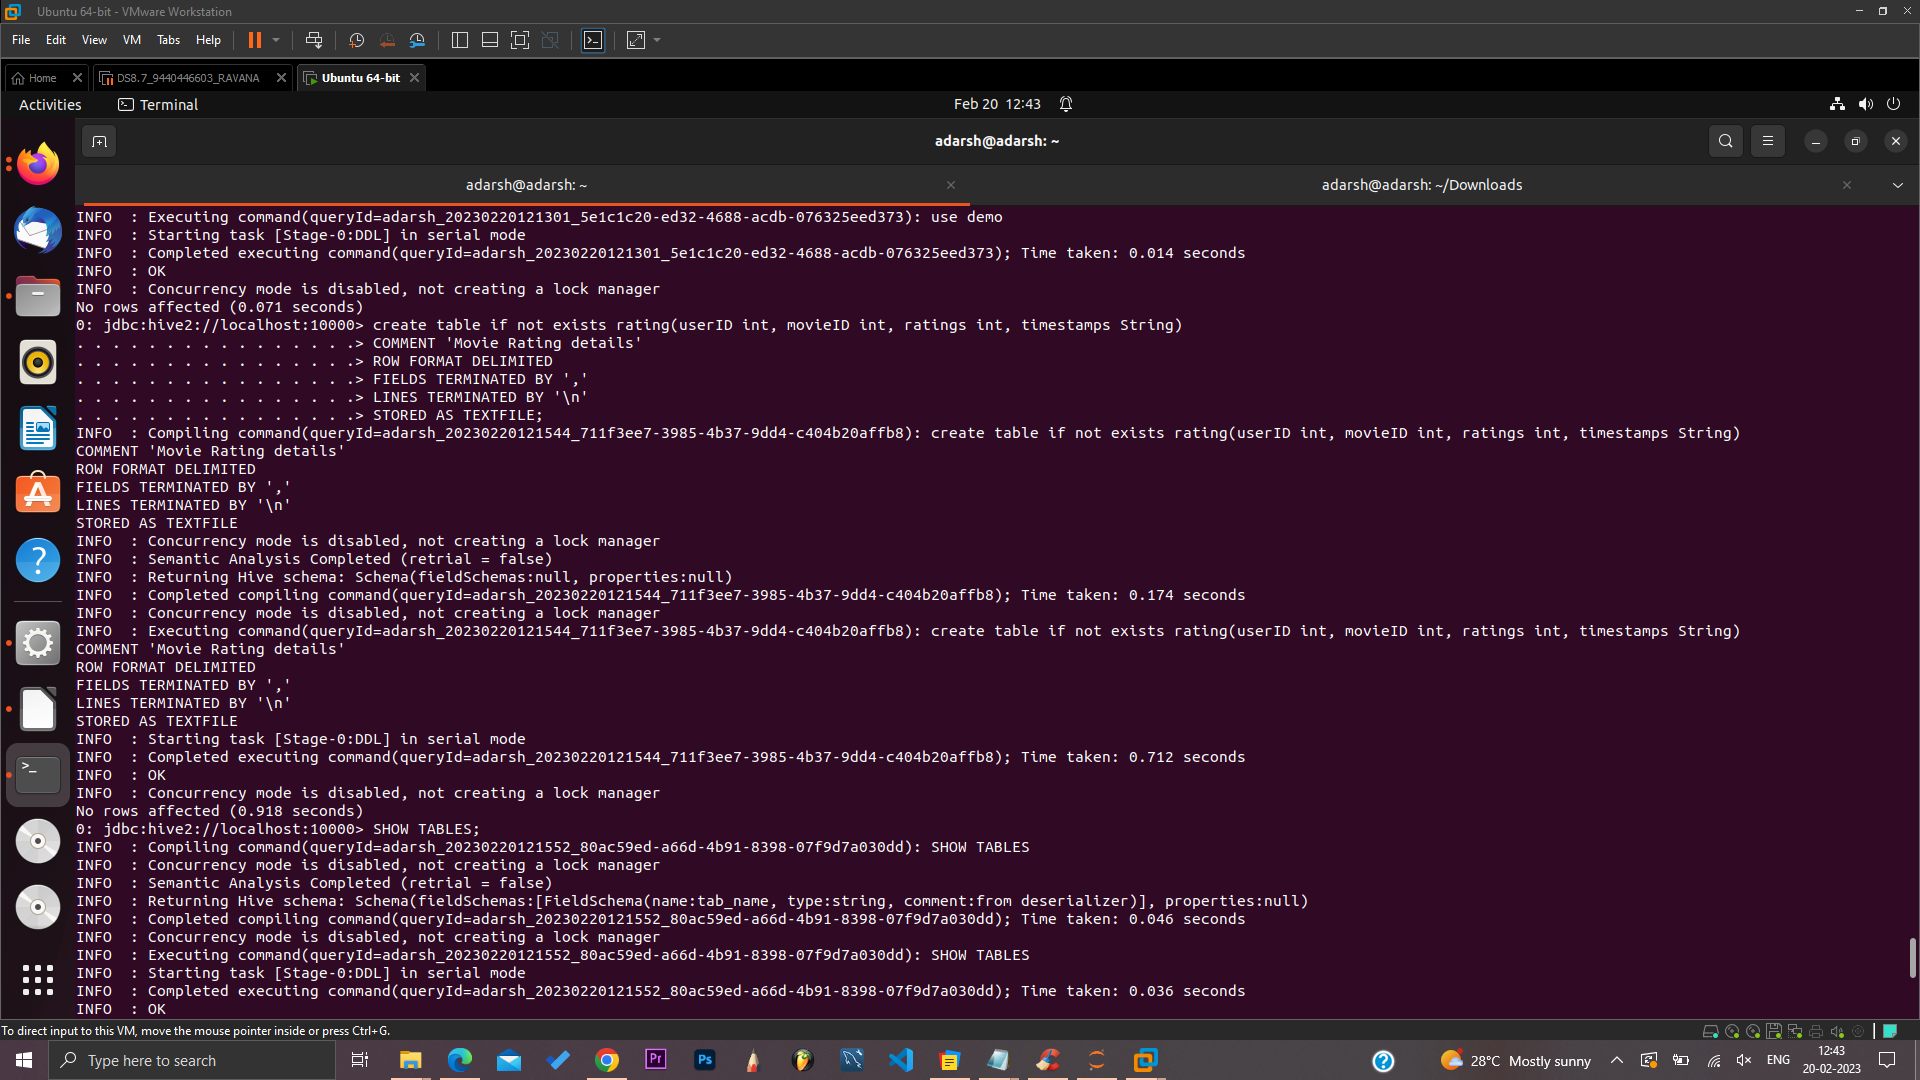 Ubuntu 64-bit - VMware Workstation
File Edit View VM Tabs Help
Home DS8.7_9440446603_RAVANA Ubuntu 64-bit
Activities Terminal Feb 20 12:43
adarsh@adarsh: ~
adarsh@adarsh: ~ adarsh@adarsh: ~/Downloads
INFO  : Executing command(queryId=adarsh_20230220121301_5e1c1c20-ed32-4688-acdb-076325eed373): use demo
INFO  : Starting task [Stage-0:DDL] in serial mode
INFO  : Completed executing command(queryId=adarsh_20230220121301_5e1c1c20-ed32-4688-acdb-076325eed373); Time taken: 0.014 seconds
INFO  : OK
INFO  : Concurrency mode is disabled, not creating a lock manager
No rows affected (0.071 seconds)
0: jdbc:hive2://localhost:10000> create table if not exists rating(userID int, movieID int, ratings int, timestamps String)
. . . . . . . . . . . . . . . .> COMMENT 'Movie Rating details'
. . . . . . . . . . . . . . . .> ROW FORMAT DELIMITED
. . . . . . . . . . . . . . . .> FIELDS TERMINATED BY ','
. . . . . . . . . . . . . . . .> LINES TERMINATED BY '\n'
. . . . . . . . . . . . . . . .> STORED AS TEXTFILE;
INFO  : Compiling command(queryId=adarsh_20230220121544_711f3ee7-3985-4b37-9dd4-c404b20affb8): create table if not exists rating(userID int, movieID int, ratings int, timestamps String)
COMMENT 'Movie Rating details'
ROW FORMAT DELIMITED
FIELDS TERMINATED BY ','
LINES TERMINATED BY '\n'
STORED AS TEXTFILE
INFO  : Concurrency mode is disabled, not creating a lock manager
INFO  : Semantic Analysis Completed (retrial = false)
INFO  : Returning Hive schema: Schema(fieldSchemas:null, properties:null)
INFO  : Completed compiling command(queryId=adarsh_20230220121544_711f3ee7-3985-4b37-9dd4-c404b20affb8); Time taken: 0.174 seconds
INFO  : Concurrency mode is disabled, not creating a lock manager
INFO  : Executing command(queryId=adarsh_20230220121544_711f3ee7-3985-4b37-9dd4-c404b20affb8): create table if not exists rating(userID int, movieID int, ratings int, timestamps String)
COMMENT 'Movie Rating details'
ROW FORMAT DELIMITED
FIELDS TERMINATED BY ','
LINES TERMINATED BY '\n'
STORED AS TEXTFILE
INFO  : Starting task [Stage-0:DDL] in serial mode
INFO  : Completed executing command(queryId=adarsh_20230220121544_711f3ee7-3985-4b37-9dd4-c404b20affb8); Time taken: 0.712 seconds
INFO  : OK
INFO  : Concurrency mode is disabled, not creating a lock manager
No rows affected (0.918 seconds)
0: jdbc:hive2://localhost:10000> SHOW TABLES;
INFO  : Compiling command(queryId=adarsh_20230220121552_80ac59ed-a66d-4b91-8398-07f9d7a030dd): SHOW TABLES
INFO  : Concurrency mode is disabled, not creating a lock manager
INFO  : Semantic Analysis Completed (retrial = false)
INFO  : Returning Hive schema: Schema(fieldSchemas:[FieldSchema(name:tab_name, type:string, comment:from deserializer)], properties:null)
INFO  : Completed compiling command(queryId=adarsh_20230220121552_80ac59ed-a66d-4b91-8398-07f9d7a030dd); Time taken: 0.046 seconds
INFO  : Concurrency mode is disabled, not creating a lock manager
INFO  : Executing command(queryId=adarsh_20230220121552_80ac59ed-a66d-4b91-8398-07f9d7a030dd): SHOW TABLES
INFO  : Starting task [Stage-0:DDL] in serial mode
INFO  : Completed executing command(queryId=adarsh_20230220121552_80ac59ed-a66d-4b91-8398-07f9d7a030dd); Time taken: 0.036 seconds
INFO  : OK
To direct input to this VM, move the mouse pointer inside or press Ctrl+G.
Type here to search Pr Ps 28°C Mostly sunny ENG 12:43
20-02-2023